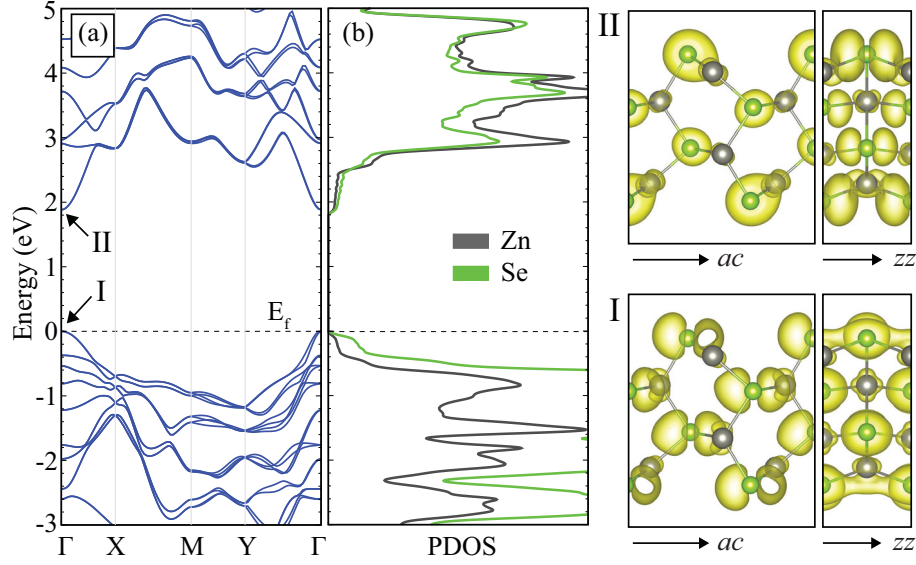 (a)
(b)
5
4
3
2
1
0
-1
-2
-3
Energy (eV)
II
I
E_f
Γ X M Y Γ
Zn
Se
PDOS
II
ac
zz
I
ac
zz